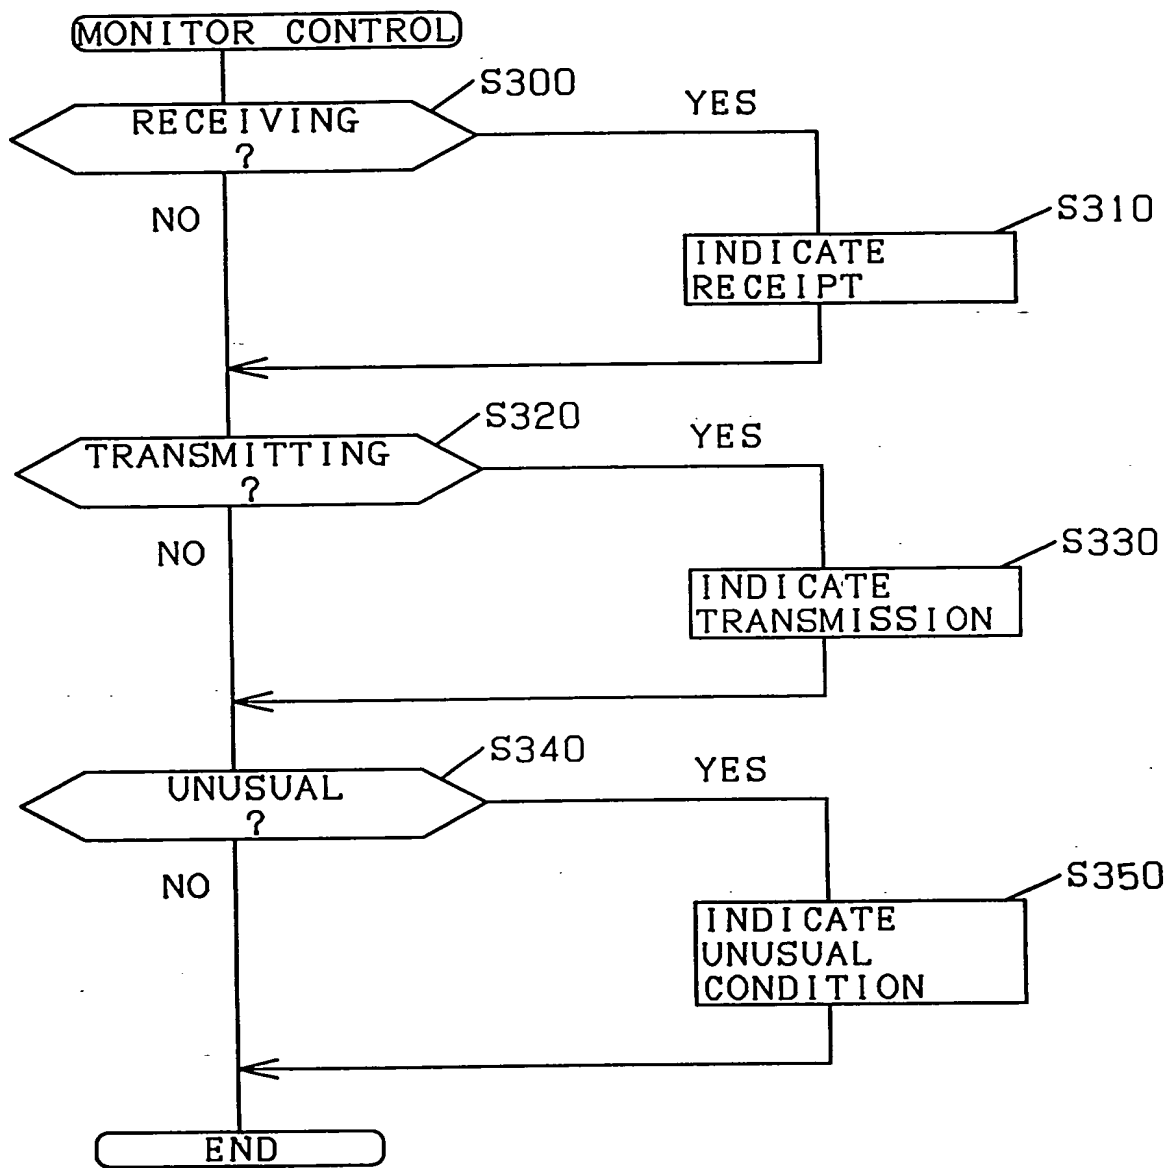 MONITOR CONTROL
S300
RECEIVING
?
YES
NO
S310
INDICATE
RECEIPT
S320
TRANSMITTING
?
YES
NO
S330
INDICATE
TRANSMISSION
S340
UNUSUAL
?
YES
NO
S350
INDICATE
UNUSUAL
CONDITION
END